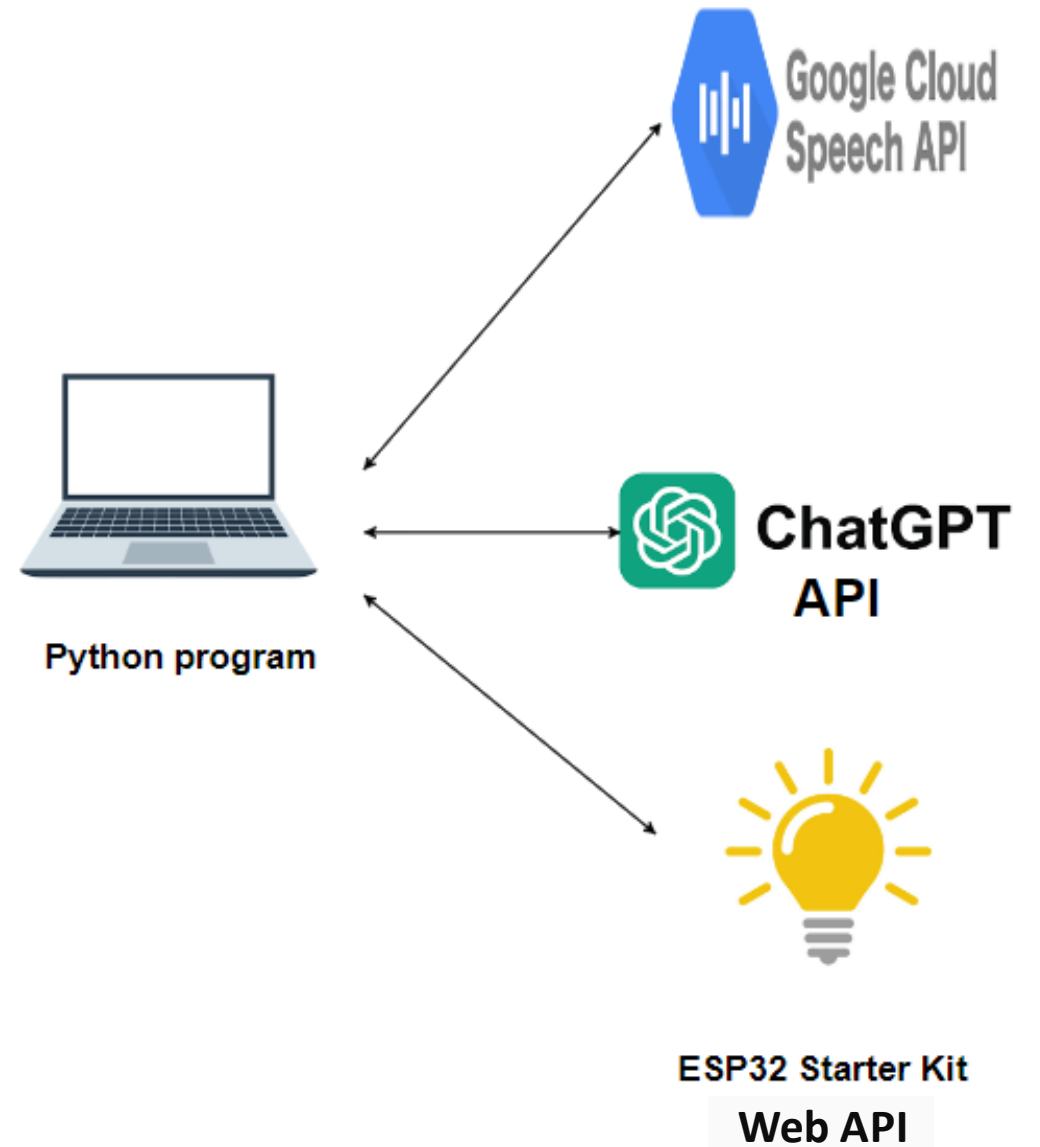 Google Cloud
Speech API
ChatGPT
API
Python program
ESP32 Starter Kit
Web API